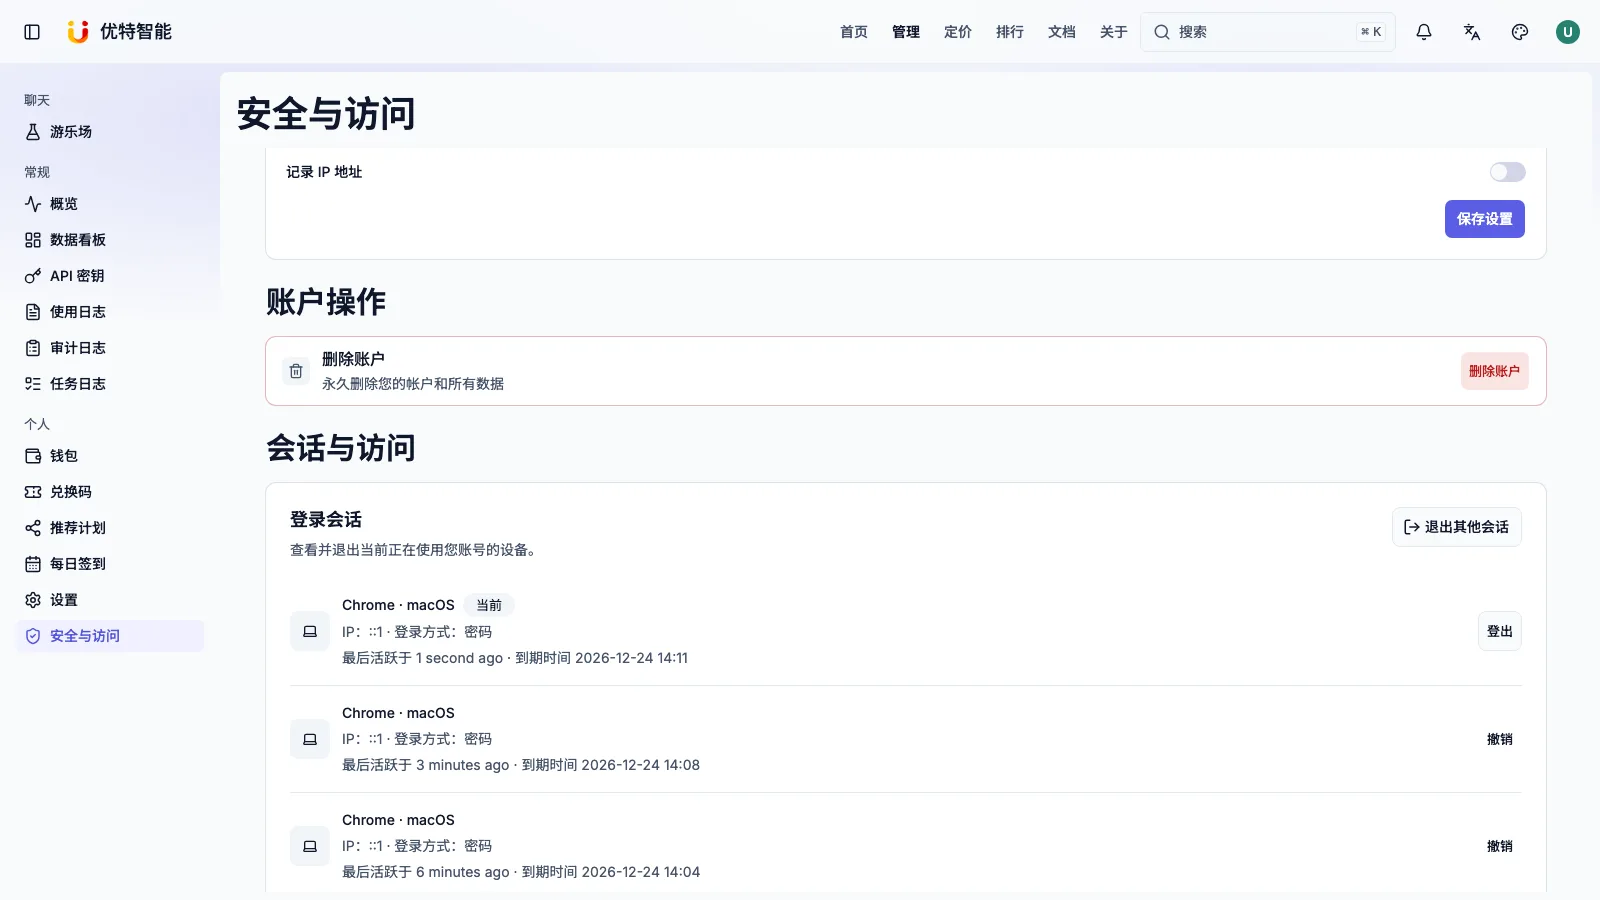 优特智能
首页
管理
定价
排行
文档
关于
搜索
⌘ K
U
聊天
游乐场
常规
概览
数据看板
API 密钥
使用日志
审计日志
任务日志
个人
钱包
兑换码
推荐计划
每日签到
设置
安全与访问
安全与访问
记录 IP 地址
保存设置
账户操作
删除账户
永久删除您的帐户和所有数据
删除账户
会话与访问
登录会话
查看并退出当前正在使用您账号的设备。
退出其他会话
Chrome · macOS 当前
IP：::1 · 登录方式：密码
最后活跃于 1 second ago · 到期时间 2026-12-24 14:11
登出
Chrome · macOS
IP：::1 · 登录方式：密码
最后活跃于 3 minutes ago · 到期时间 2026-12-24 14:08
撤销
Chrome · macOS
IP：::1 · 登录方式：密码
最后活跃于 6 minutes ago · 到期时间 2026-12-24 14:04
撤销